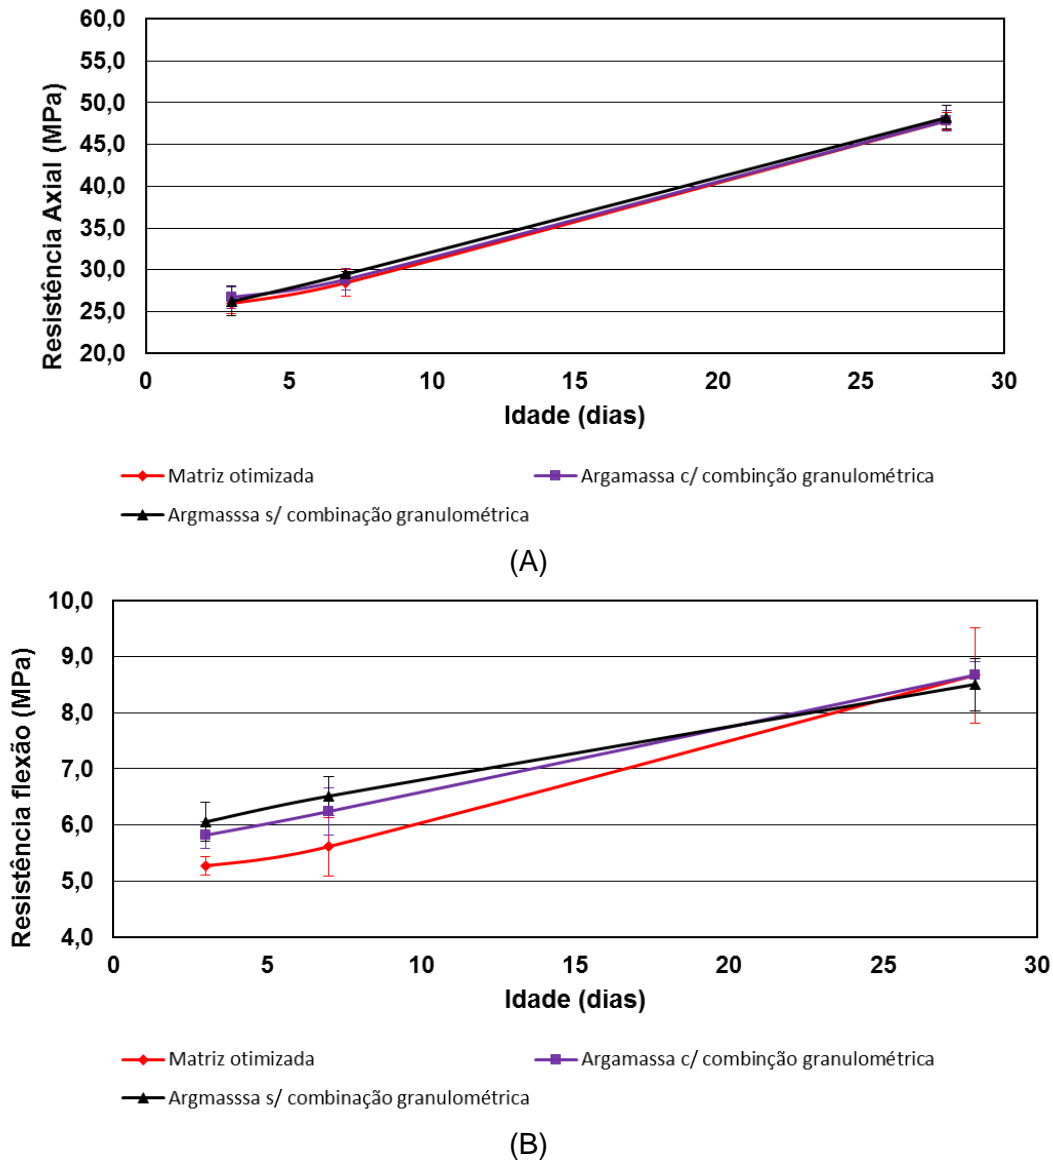 60,0
55,0
50,0
45,0
40,0
35,0
30,0
25,0
20,0
Resistência Axial (MPa)
0 5 10 15 20 25 30
Idade (dias)
Matriz otimizada
Argamassa c/ combinção granulométrica
Argmasssa s/ combinação granulométrica
(A)
10,0
9,0
8,0
7,0
6,0
5,0
4,0
Resistência flexão (MPa)
0 5 10 15 20 25 30
Idade (dias)
Matriz otimizada
Argamassa c/ combinção granulométrica
Argmasssa s/ combinação granulométrica
(B)